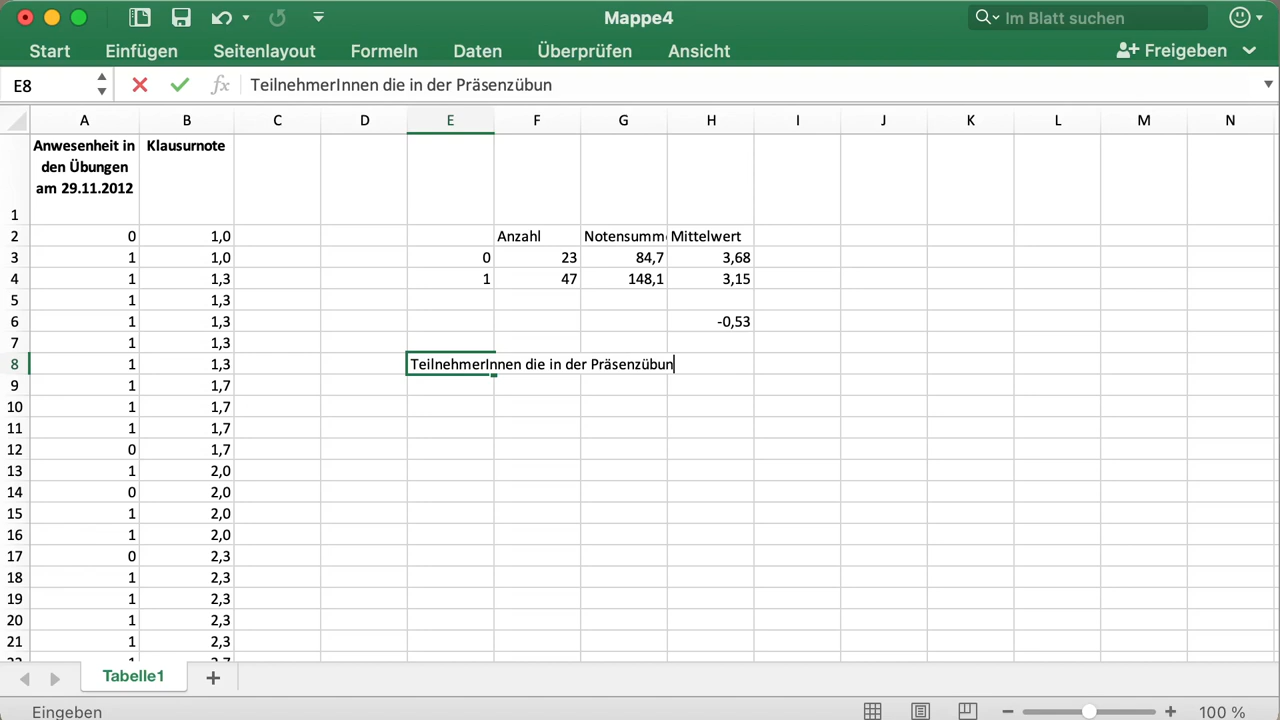 Mappe4
Im Blatt suchen
Start Einfügen Seitenlayout Formeln Daten Überprüfen Ansicht Freigeben
E8 fx TeilnehmerInnen die in der Präsenzübun
A B C D E F G H I J K L M N
Anwesenheit in Klausurnote
den Übungen
am 29.11.2012
1
2 0 1,0 Anzahl Notensumm Mittelwert
3 1 1,0 0 23 84,7 3,68
4 1 1,3 1 47 148,1 3,15
5 1 1,3
6 1 1,3 -0,53
7 1 1,3
8 1 1,3 TeilnehmerInnen die in der Präsenzübun
9 1 1,7
10 1 1,7
11 1 1,7
12 0 1,7
13 1 2,0
14 0 2,0
15 1 2,0
16 1 2,0
17 0 2,3
18 1 2,3
19 1 2,3
20 1 2,3
21 1 2,3
Tabelle1
Eingeben 100 %